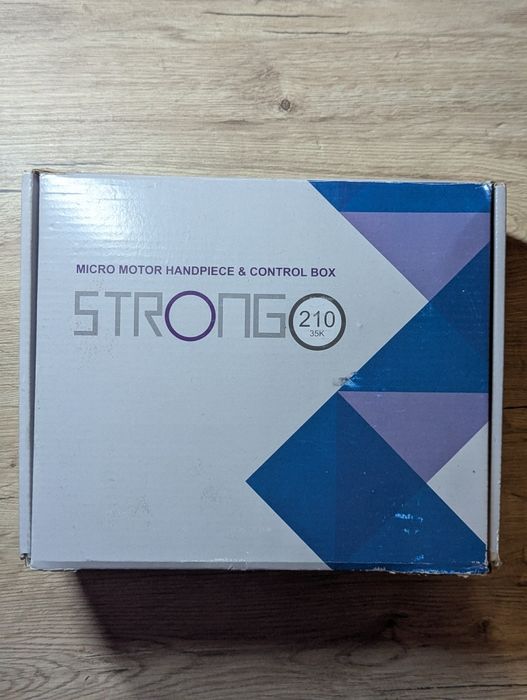 MICRO MOTOR HANDPIECE & CONTROL BOX
STRONG 210
35K